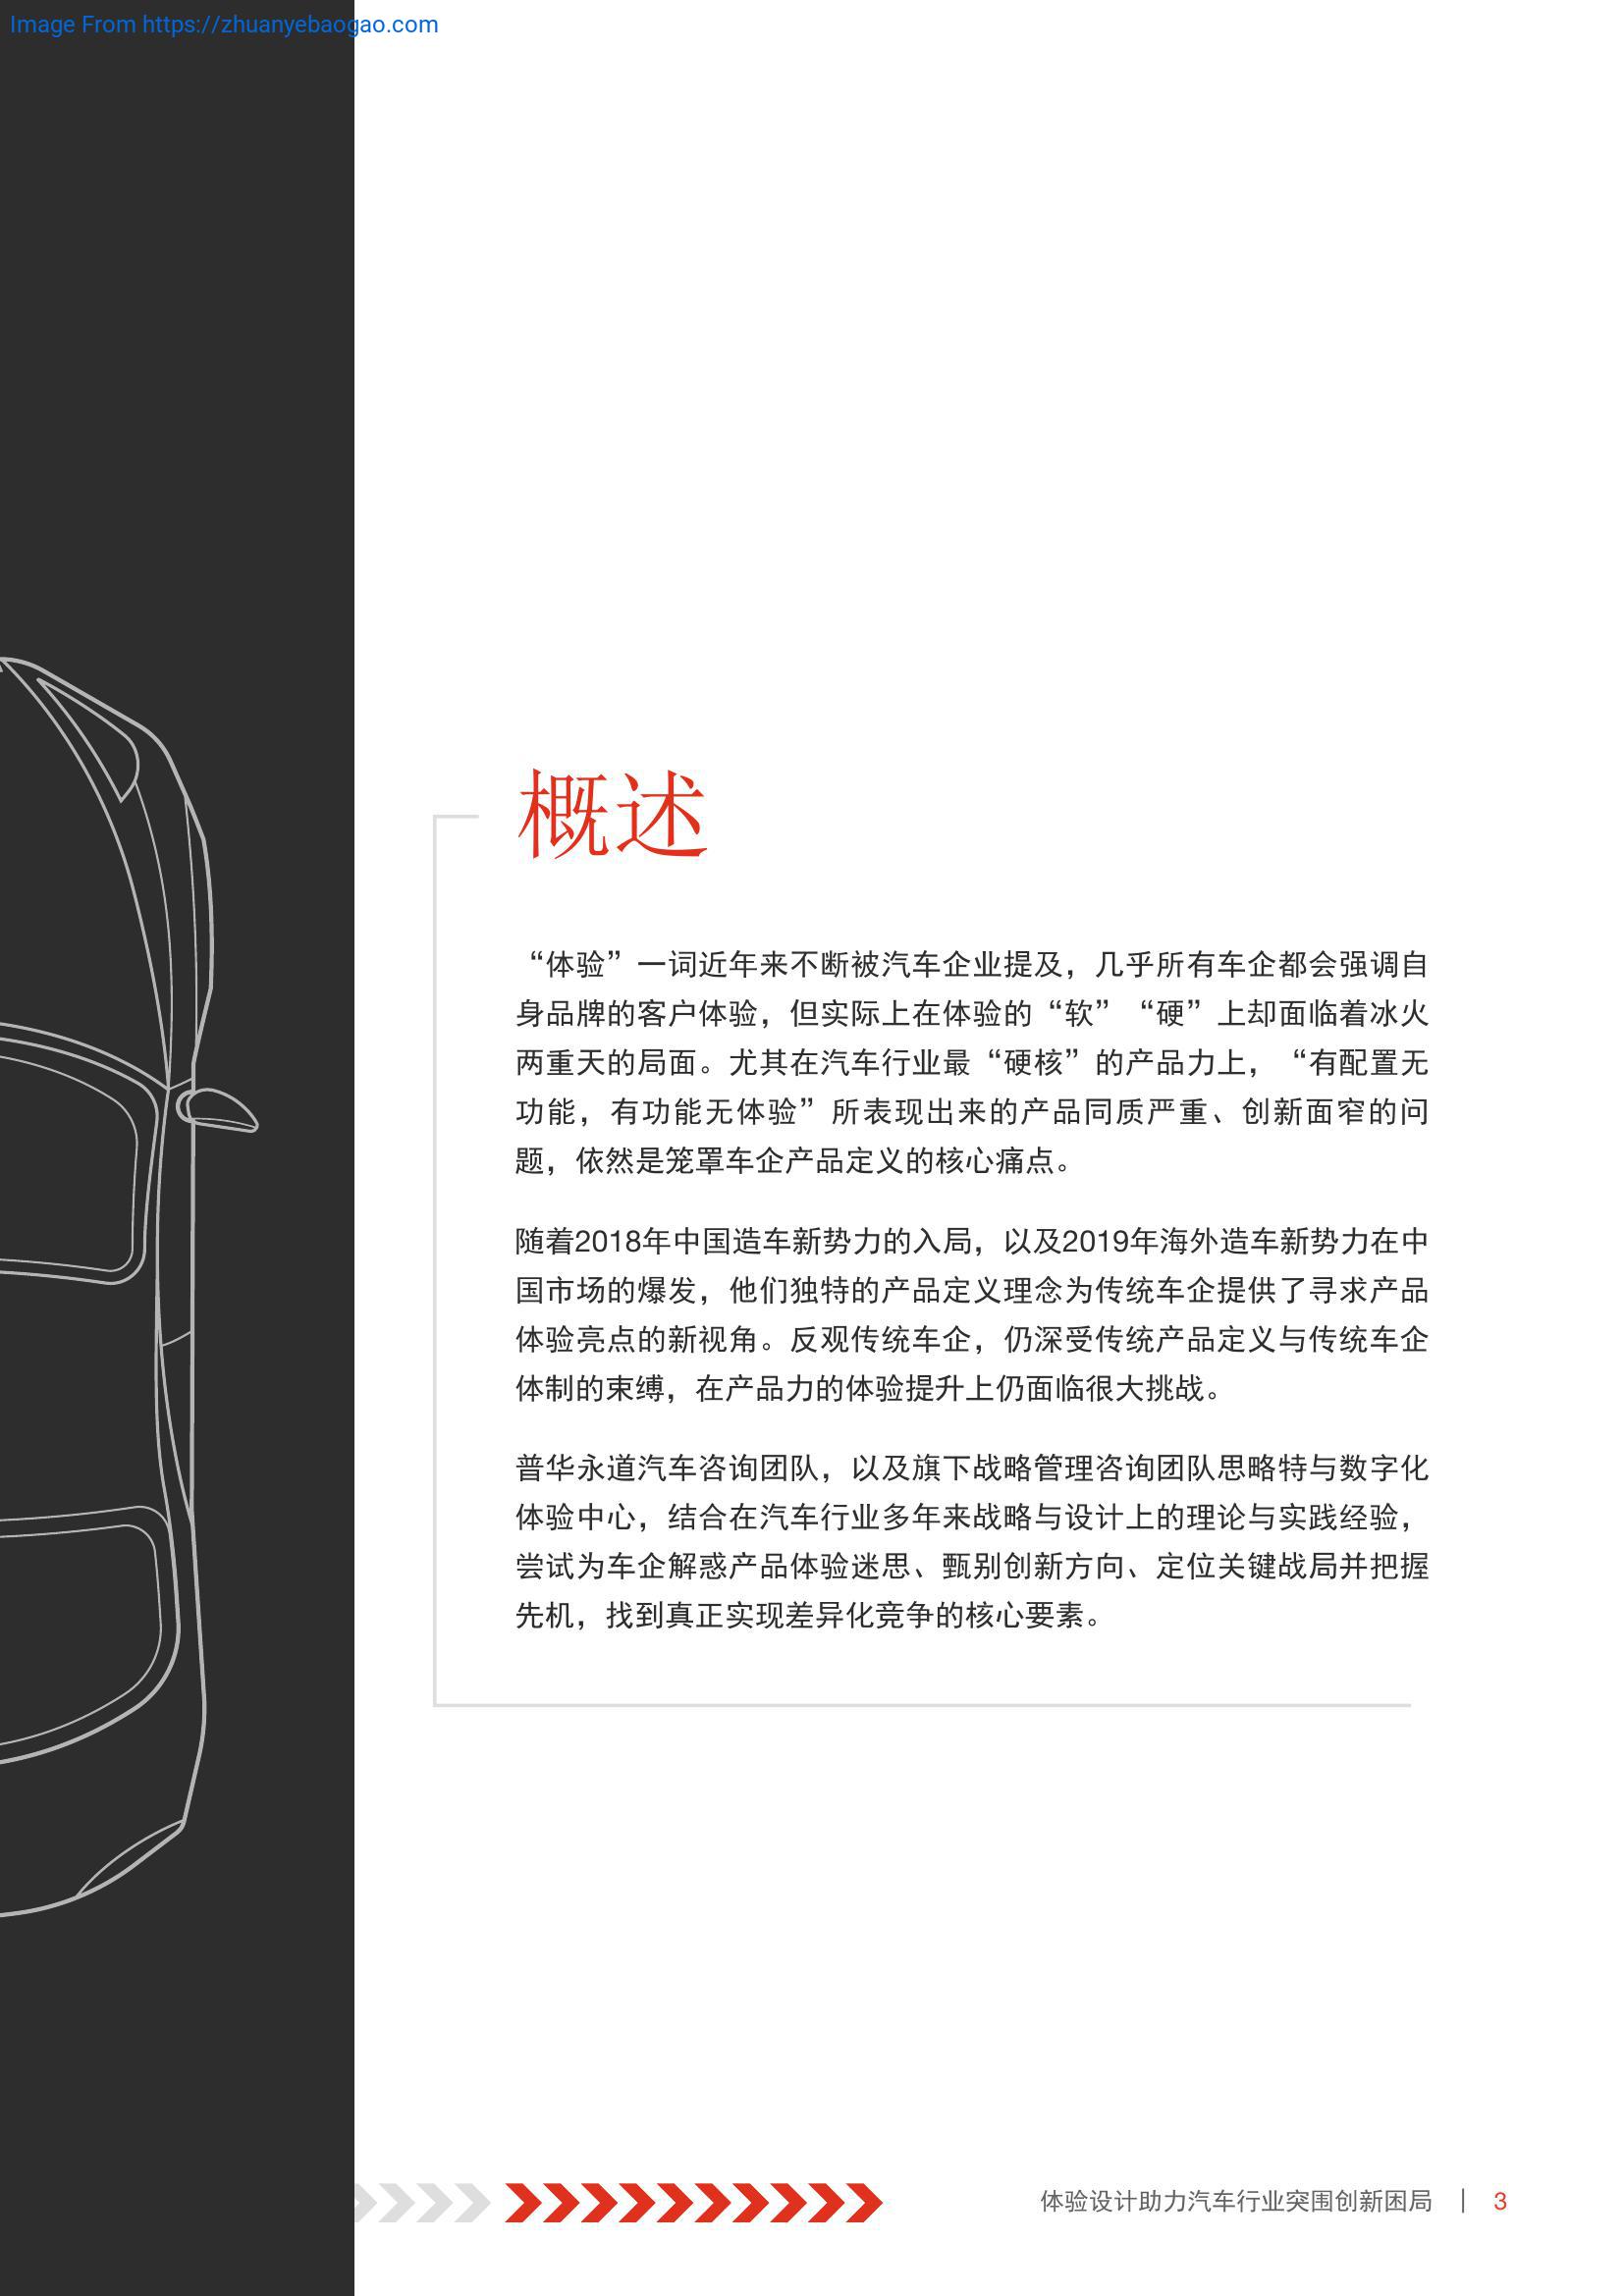 Image From https://zhuanyebaogao.com
概述
“体验”一词近年来不断被汽车企业提及，几乎所有车企都会强调自
身品牌的客户体验，但实际上在体验的“软”“硬”上却面临着冰火
两重天的局面。尤其在汽车行业最“硬核”的产品力上，“有配置无
功能，有功能无体验”所表现出来的产品同质严重、创新面窄的问
题，依然是笼罩车企产品定义的核心痛点。
随着2018年中国造车新势力的入局，以及2019年海外造车新势力在中
国市场的爆发，他们独特的产品定义理念为传统车企提供了寻求产品
体验亮点的新视角。反观传统车企，仍深受传统产品定义与传统车企
体制的束缚，在产品力的体验提升上仍面临很大挑战。
普华永道汽车咨询团队，以及旗下战略管理咨询团队思略特与数字化
体验中心，结合在汽车行业多年来战略与设计上的理论与实践经验，
尝试为车企解惑产品体验迷思、甄别创新方向、定位关键战局并把握
先机，找到真正实现差异化竞争的核心要素。
体验设计助力汽车行业突围创新困局 | 3